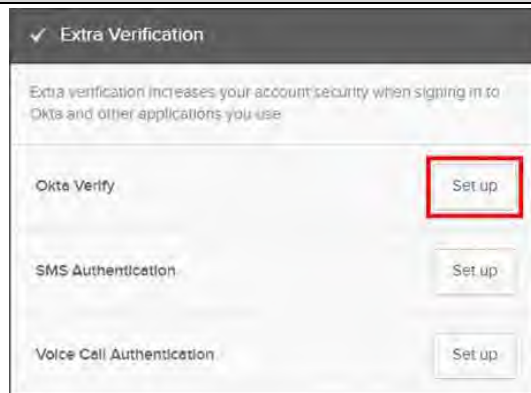 ✓ Extra Verification
Extra verification increases your account security when signing in to
Okta and other applications you use
Okta Verify
Set up
SMS Authentication
Set up
Voice Call Authentication
Set up